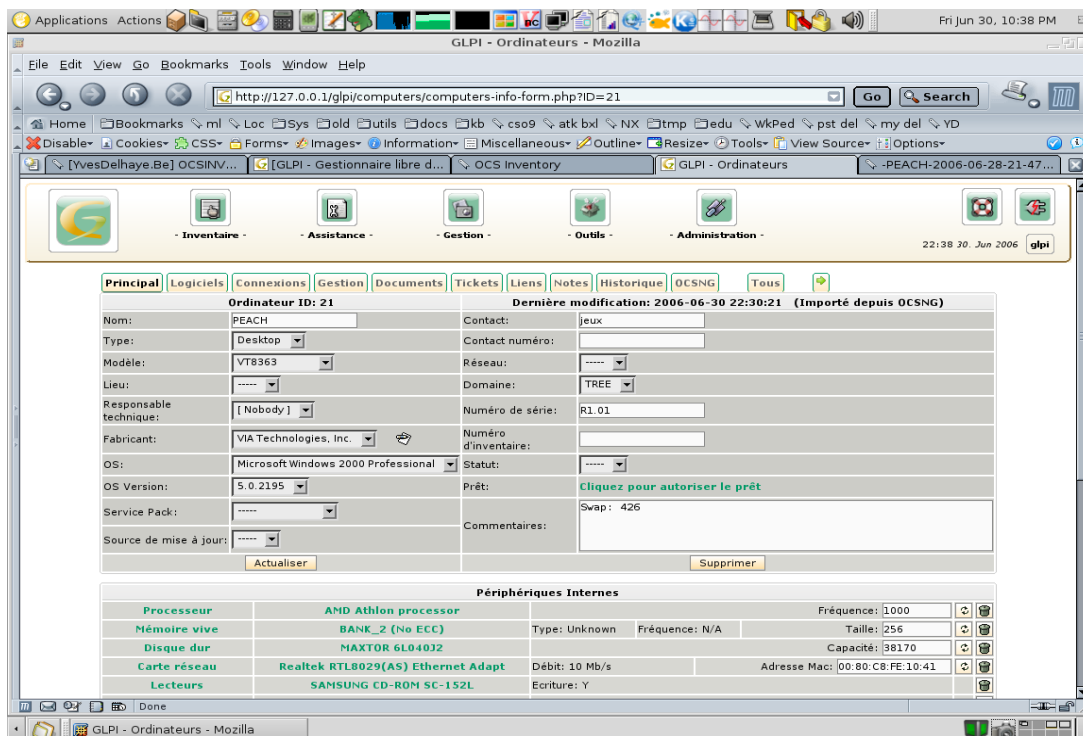 Applications Actions Fri Jun 30, 10:38 PM
GLPI - Ordinateurs - Mozilla
File Edit View Go Bookmarks Tools Window Help
http://127.0.0.1/glpi/computers/computers-info-form.php?ID=21 Go Search
Home Bookmarks ml Loc Sys old utils docs kb cso9 atk bxl NX tmp edu WkPed pst del my del YD
Disable Cookies CSS Forms Images Information Miscellaneous Outline Resize Tools View Source Options
[YvesDelhaye.Be] OCSINV... [GLPI - Gestionnaire libre d... OCS Inventory GLPI - Ordinateurs -PEACH-2006-06-28-21-47...
- Inventaire - - Assistance - - Gestion - - Outils - - Administration -
22:38 30. Jun 2006 glpi
Principal Logiciels Connexions Gestion Documents Tickets Liens Notes Historique OCSNG Tous
Ordinateur ID: 21 Dernière modification: 2006-06-30 22:30:21 (Importé depuis OCSNG)
Nom: PEACH Contact: jeux
Type: Desktop Contact numéro:
Modèle: VT8363 Réseau: -----
Lieu: ----- Domaine: TREE
Responsable technique: [ Nobody ] Numéro de série: R1.01
Fabricant: VIA Technologies, Inc. Numéro d'inventaire:
OS: Microsoft Windows 2000 Professional Statut: -----
OS Version: 5.0.2195 Prêt: Cliquez pour autoriser le prêt
Service Pack: ----- Commentaires: Swap: 426
Source de mise à jour: -----
Actualiser Supprimer
Périphériques Internes
Processeur AMD Athlon processor Fréquence: 1000
Mémoire vive BANK_2 (No ECC) Type: Unknown Fréquence: N/A Taille: 256
Disque dur MAXTOR 6L040J2 Capacité: 38170
Carte réseau Realtek RTL8029(AS) Ethernet Adapt Débit: 10 Mb/s Adresse Mac: 00:80:C8:FE:10:41
Lecteurs SAMSUNG CD-ROM SC-152L Ecriture: Y
Done
GLPI - Ordinateurs - Mozilla